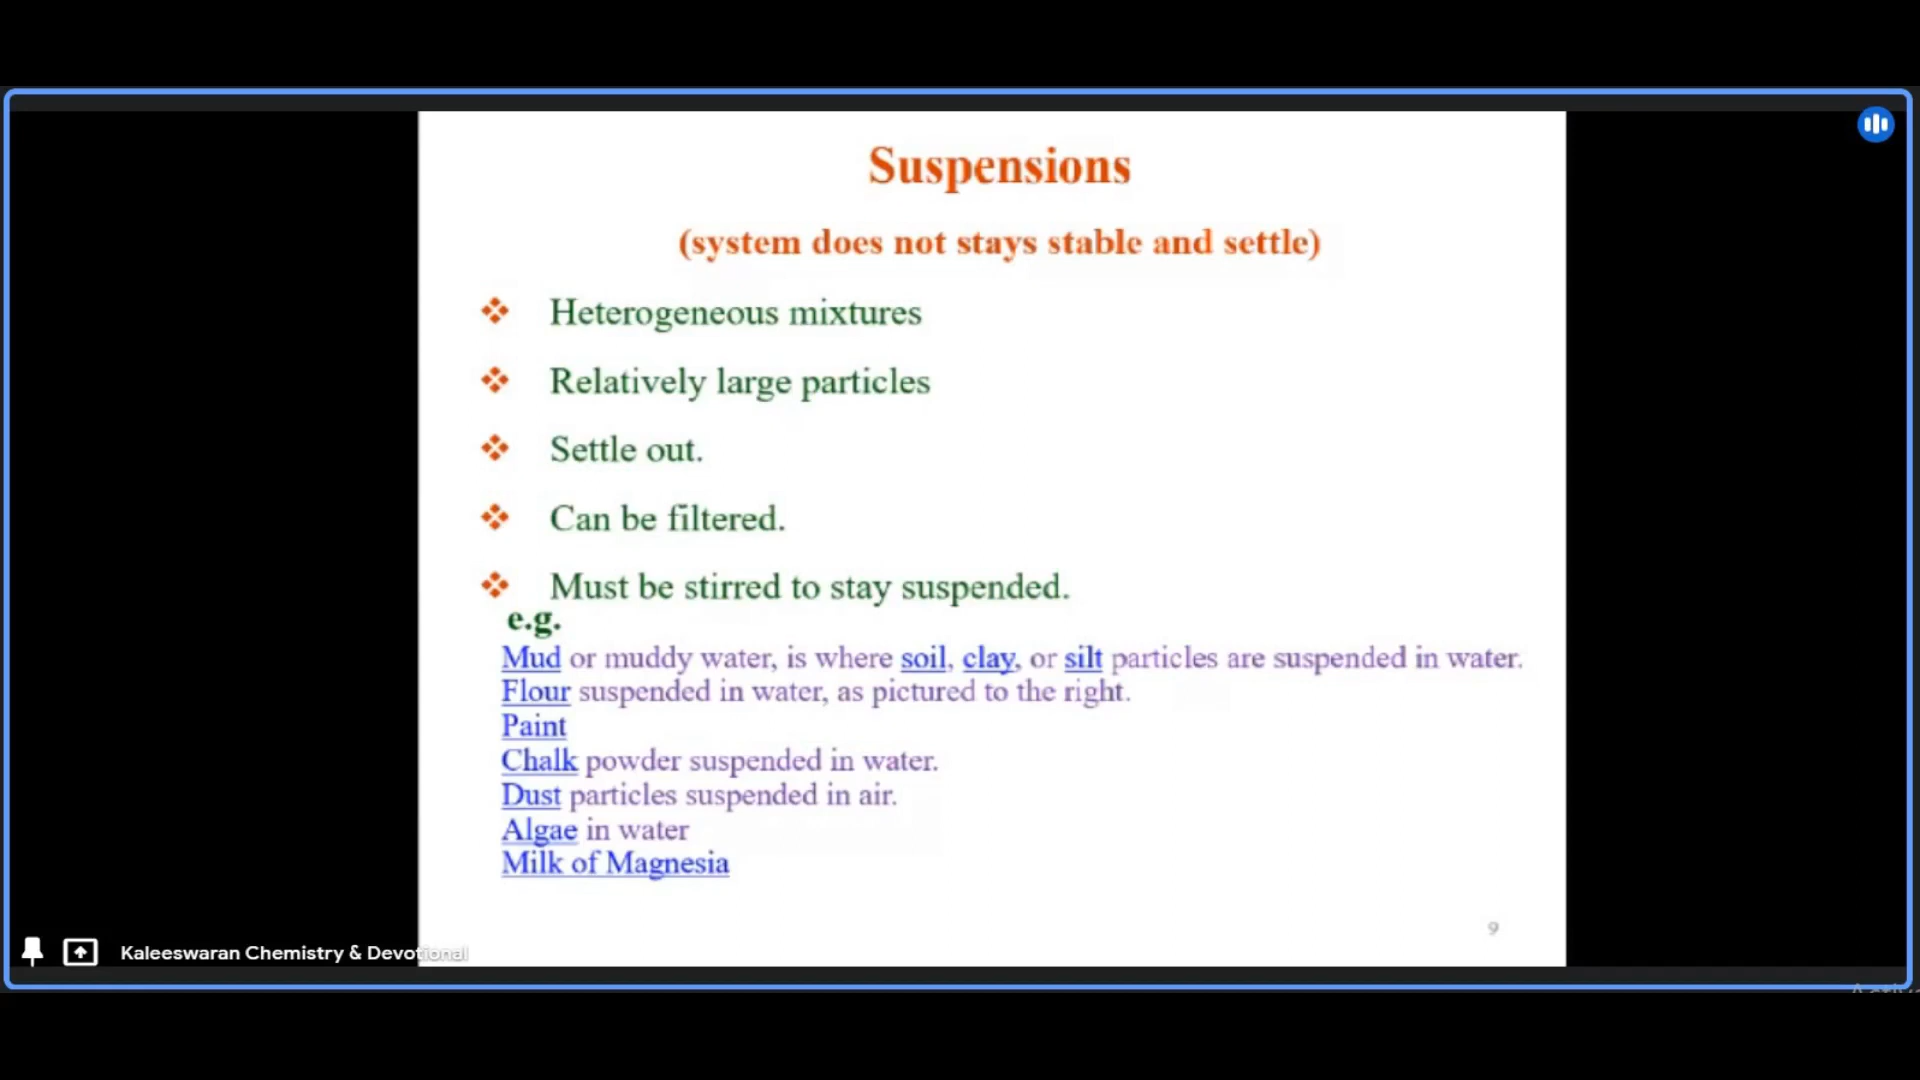 Suspensions
(system does not stays stable and settle)
Heterogeneous mixtures
Relatively large particles
Settle out.
Can be filtered.
Must be stirred to stay suspended.
e.g.
Mud or muddy water, is where soil, clay, or silt particles are suspended in water.
Flour suspended in water, as pictured to the right.
Paint
Chalk powder suspended in water.
Dust particles suspended in air.
Algae in water
Milk of Magnesia
9
Kaleeswaran Chemistry & Devotional